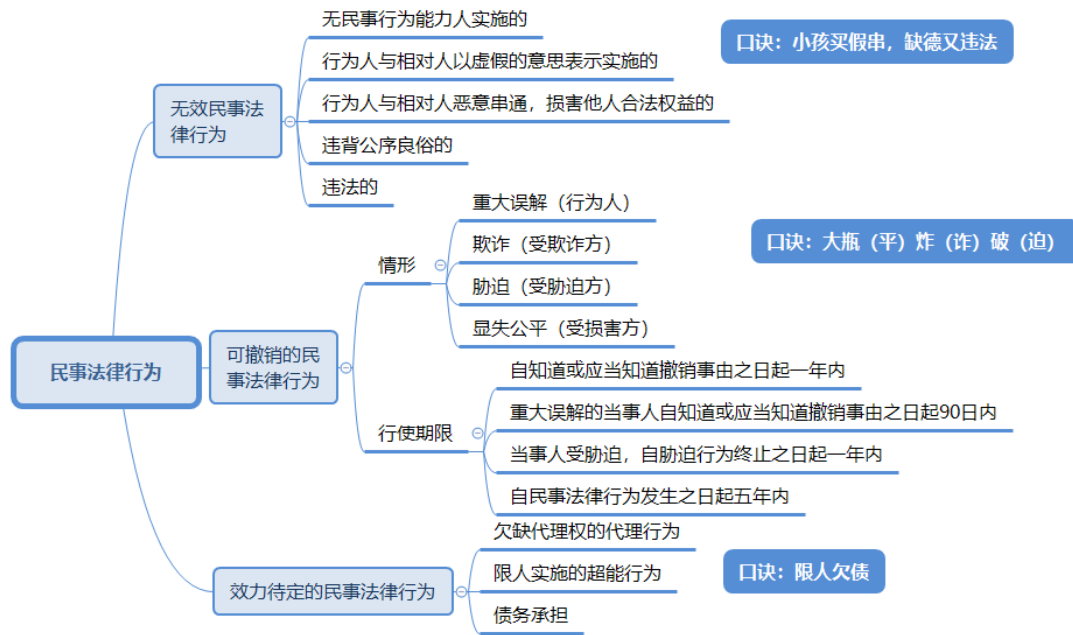 无民事行为能力人实施的
口诀：小孩买假串，缺德又违法
行为人与相对人以虚假的意思表示实施的
无效民事法
律行为
行为人与相对人恶意串通，损害他人合法权益的
违背公序良俗的
违法的
重大误解（行为人）
口诀：大瓶（平）炸（诈）破（迫）
欺诈（受欺诈方）
情形
胁迫（受胁迫方）
显失公平（受损害方）
民事法律行为
可撤销的民
事法律行为
自知道或应当知道撤销事由之日起一年内
重大误解的当事人自知道或应当知道撤销事由之日起90日内
行使期限
当事人受胁迫，自胁迫行为终止之日起一年内
自民事法律行为发生之日起五年内
欠缺代理权的代理行为
效力待定的民事法律行为
限人实施的超能行为
口诀：限人欠债
债务承担